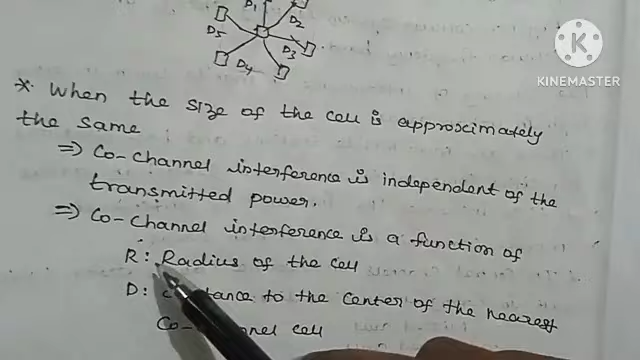 D1
D2
D5
D3
D4
K
KINEMASTER
* When the size of the cell is approximately
the same
⇒ Co-channel interference is independent of the
transmitted power.
⇒ Co-channel interference is a function of
R: Radius of the cell
D: to the center of the nearest
cell